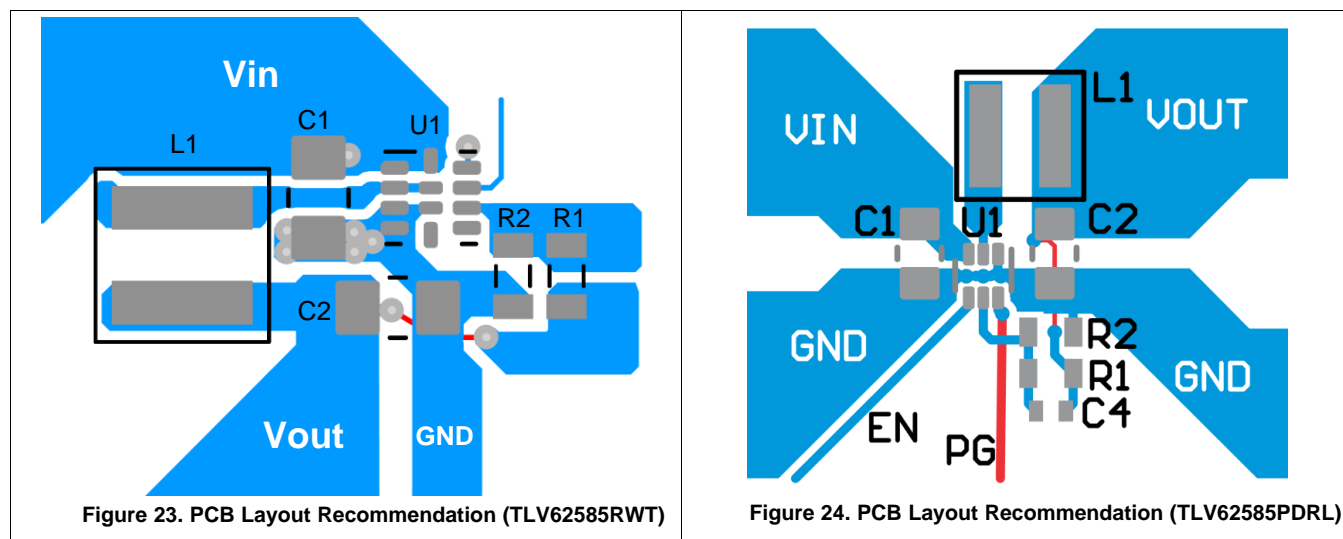 Vin
C1
U1
L1
R2
R1
C2
Vout
GND
Figure 23. PCB Layout Recommendation (TLV62585RWT)
L1
VIN
VOUT
C1
U1
C2
GND
R2
R1
GND
C4
EN
PG
Figure 24. PCB Layout Recommendation (TLV62585PDRL)